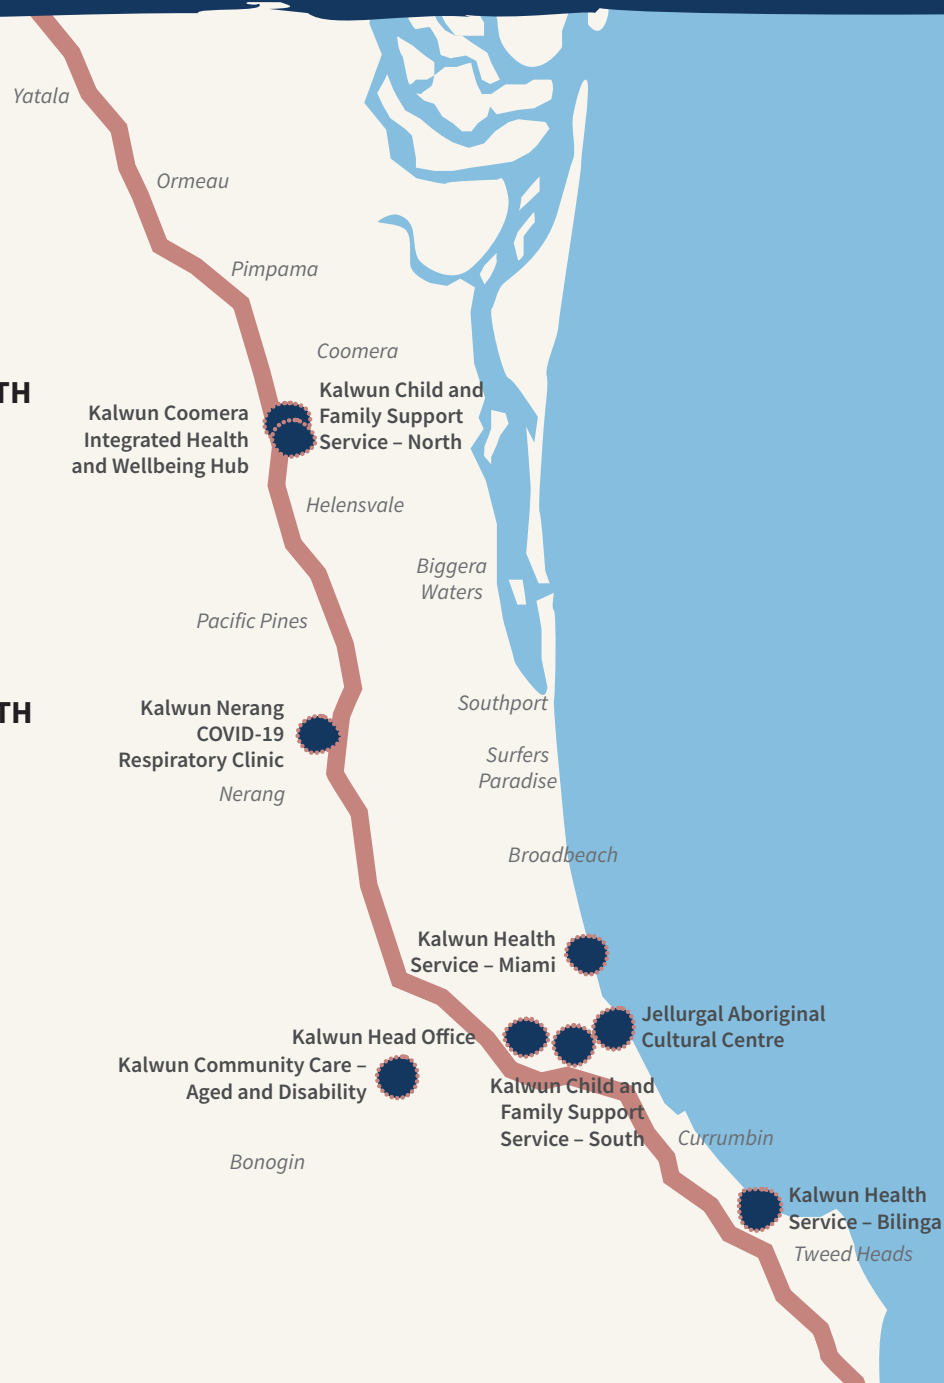 Yatala
Ormeau
Pimpama
Coomera
TH
Kalwun Coomera
Integrated Health
and Wellbeing Hub
Kalwun Child and
Family Support
Service – North
Helensvale
Biggera
Waters
Pacific Pines
TH
Kalwun Nerang
COVID-19
Respiratory Clinic
Nerang
Southport
Surfers
Paradise
Broadbeach
Kalwun Health
Service – Miami
Jellurgal Aboriginal
Cultural Centre
Kalwun Head Office
Kalwun Community Care –
Aged and Disability
Kalwun Child and
Family Support
Service – South
Currumbin
Bonogin
Kalwun Health
Service – Bilinga
Tweed Heads